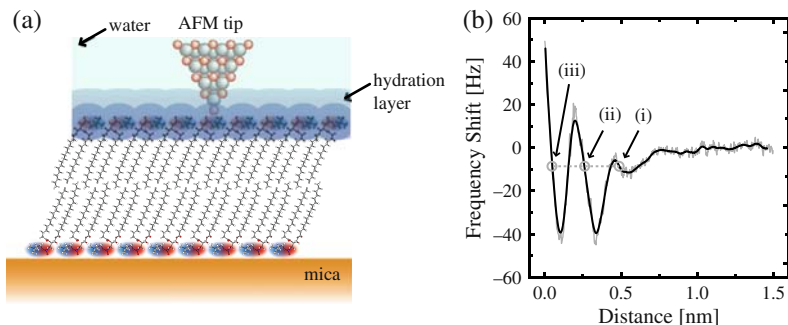 (a)
water
AFM tip
hydration
layer
mica
(b)
Frequency Shift [Hz]
60
40
20
0
–20
–40
–60
(iii)
(ii)
(i)
0.0 0.5 1.0 1.5
Distance [nm]